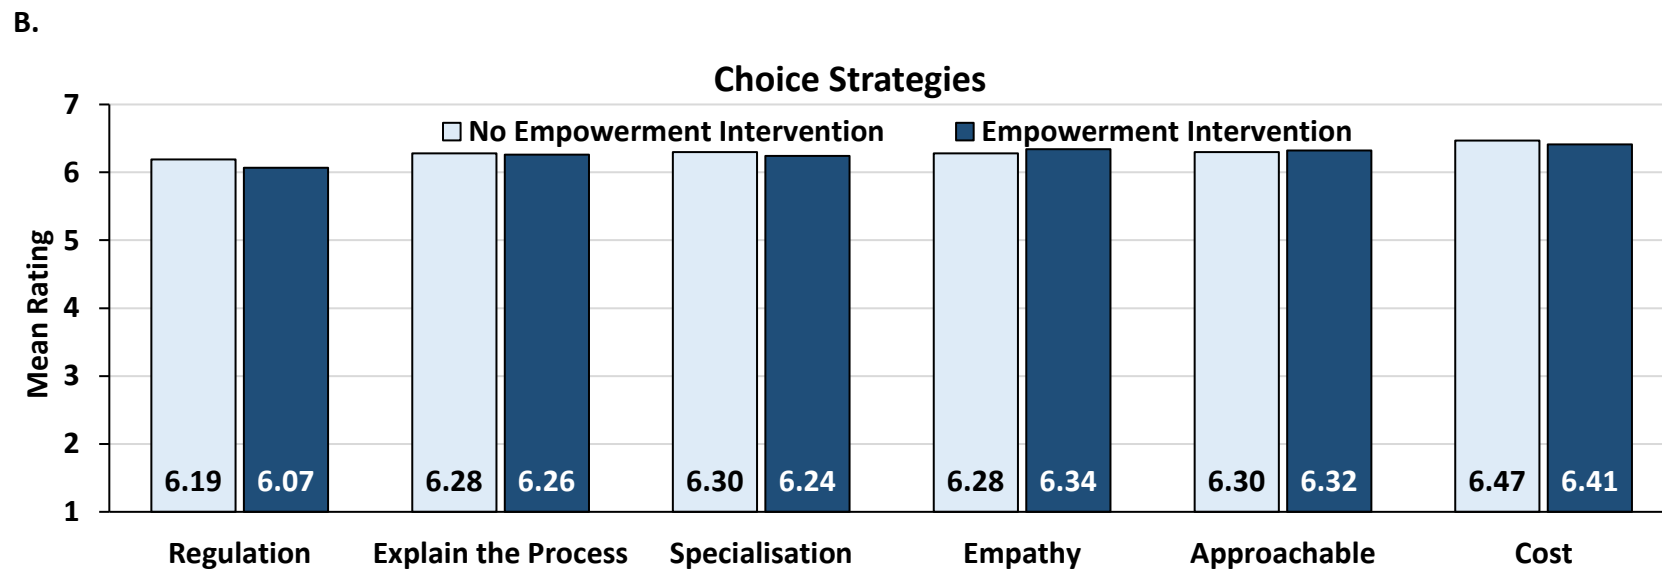 B.
Choice Strategies
No Empowerment Intervention Empowerment Intervention
Mean Rating
7
6
5
4
3
2
1
6.19 6.07 6.28 6.26 6.30 6.24 6.28 6.34 6.30 6.32 6.47 6.41
Regulation Explain the Process Specialisation Empathy Approachable Cost